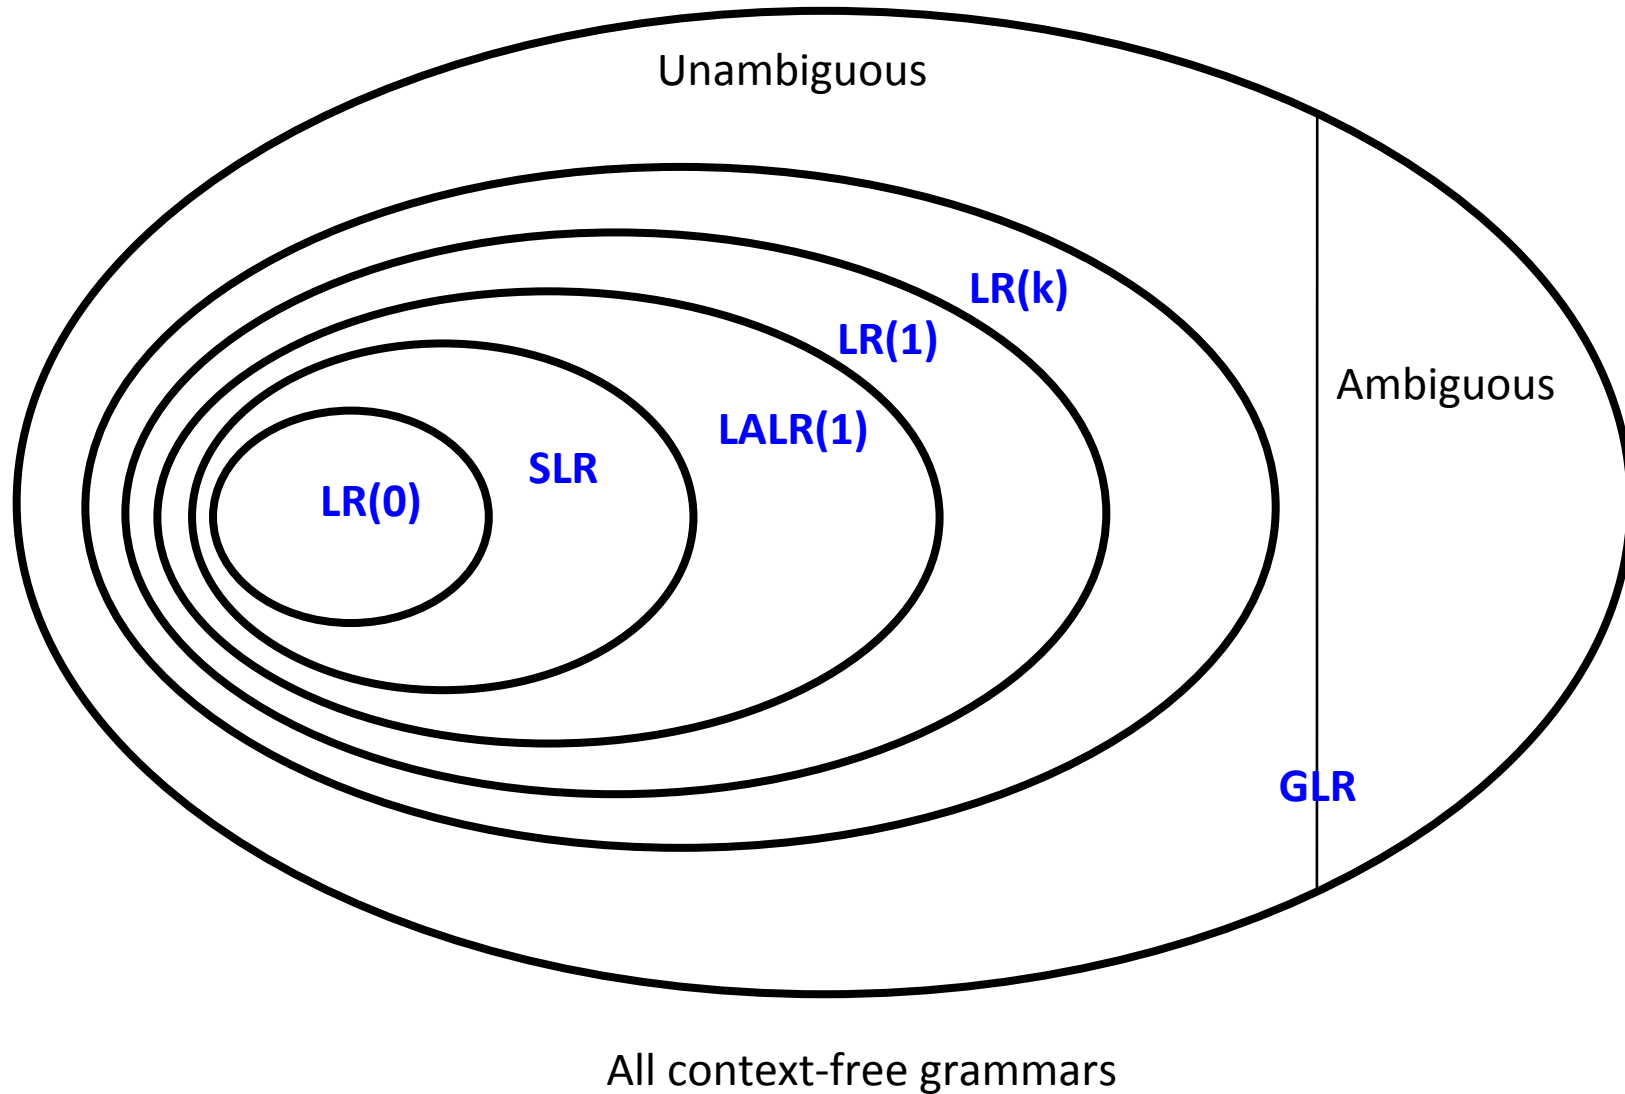 Unambiguous
LR(k)
LR(1)
Ambiguous
LALR(1)
SLR
LR(0)
GLR
All context-free grammars